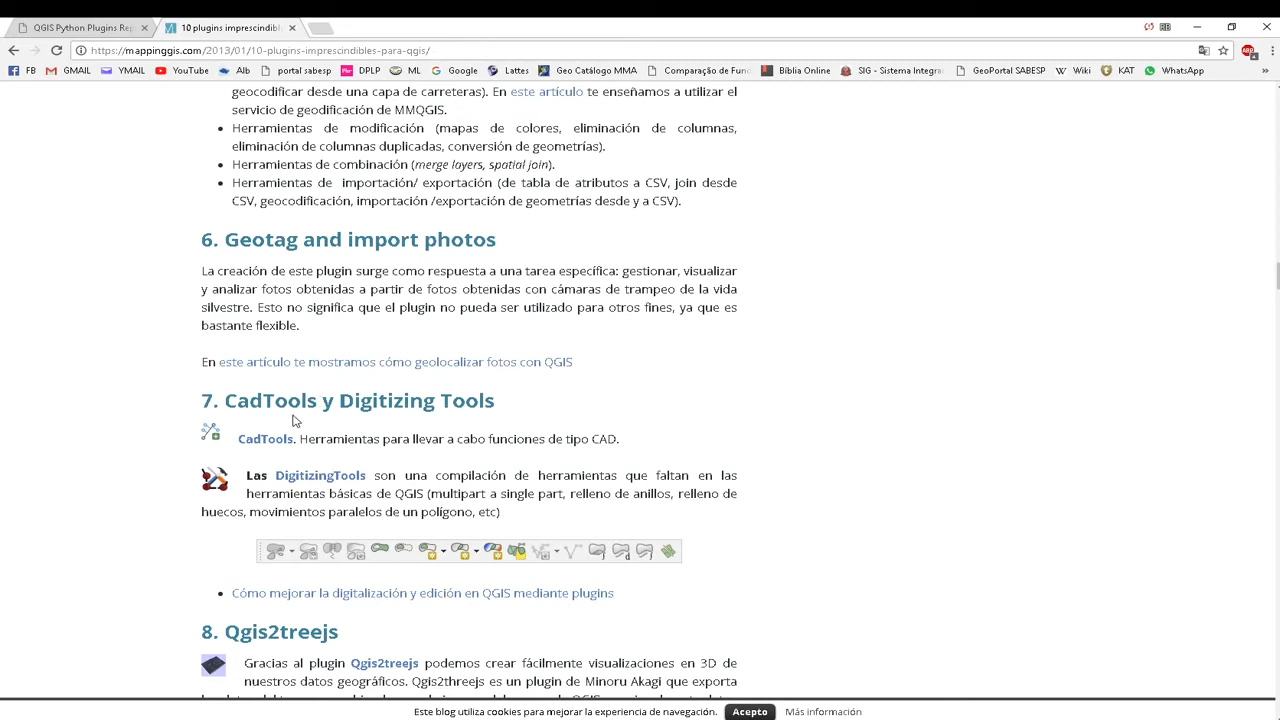 QGIS Python Plugins Rep
10 plugins imprescindibl
https://mappinggis.com/2013/01/10-plugins-imprescindibles-para-qgis/
FB GMAIL YMAIL YouTube Alb portal sabesp DPLP ML Google Lattes Geo Catálogo MMA Comparação de Func Bíblia Online SIG - Sistema Integra GeoPortal SABESP Wiki KAT WhatsApp
geocodificar desde una capa de carreteras). En este artículo te enseñamos a utilizar el
servicio de geodificación de MMQGIS.
Herramientas de modificación (mapas de colores, eliminación de columnas,
eliminación de columnas duplicadas, conversión de geometrías).
Herramientas de combinación (merge layers, spatial join).
Herramientas de importación/ exportación (de tabla de atributos a CSV, join desde
CSV, geocodificación, importación /exportación de geometrías desde y a CSV).
6. Geotag and import photos
La creación de este plugin surge como respuesta a una tarea específica: gestionar, visualizar
y analizar fotos obtenidas a partir de fotos obtenidas con cámaras de trampeo de la vida
silvestre. Esto no significa que el plugin no pueda ser utilizado para otros fines, ya que es
bastante flexible.
En este artículo te mostramos cómo geolocalizar fotos con QGIS
7. CadTools y Digitizing Tools
CadTools. Herramientas para llevar a cabo funciones de tipo CAD.
Las DigitizingTools son una compilación de herramientas que faltan en las
herramientas básicas de QGIS (multipart a single part, relleno de anillos, relleno de
huecos, movimientos paralelos de un polígono, etc)
Cómo mejorar la digitalización y edición en QGIS mediante plugins
8. Qgis2treejs
Gracias al plugin Qgis2treejs podemos crear fácilmente visualizaciones en 3D de
nuestros datos geográficos. Qgis2threejs es un plugin de Minoru Akagi que exporta
Este blog utiliza cookies para mejorar la experiencia de navegación. Acepto Más información